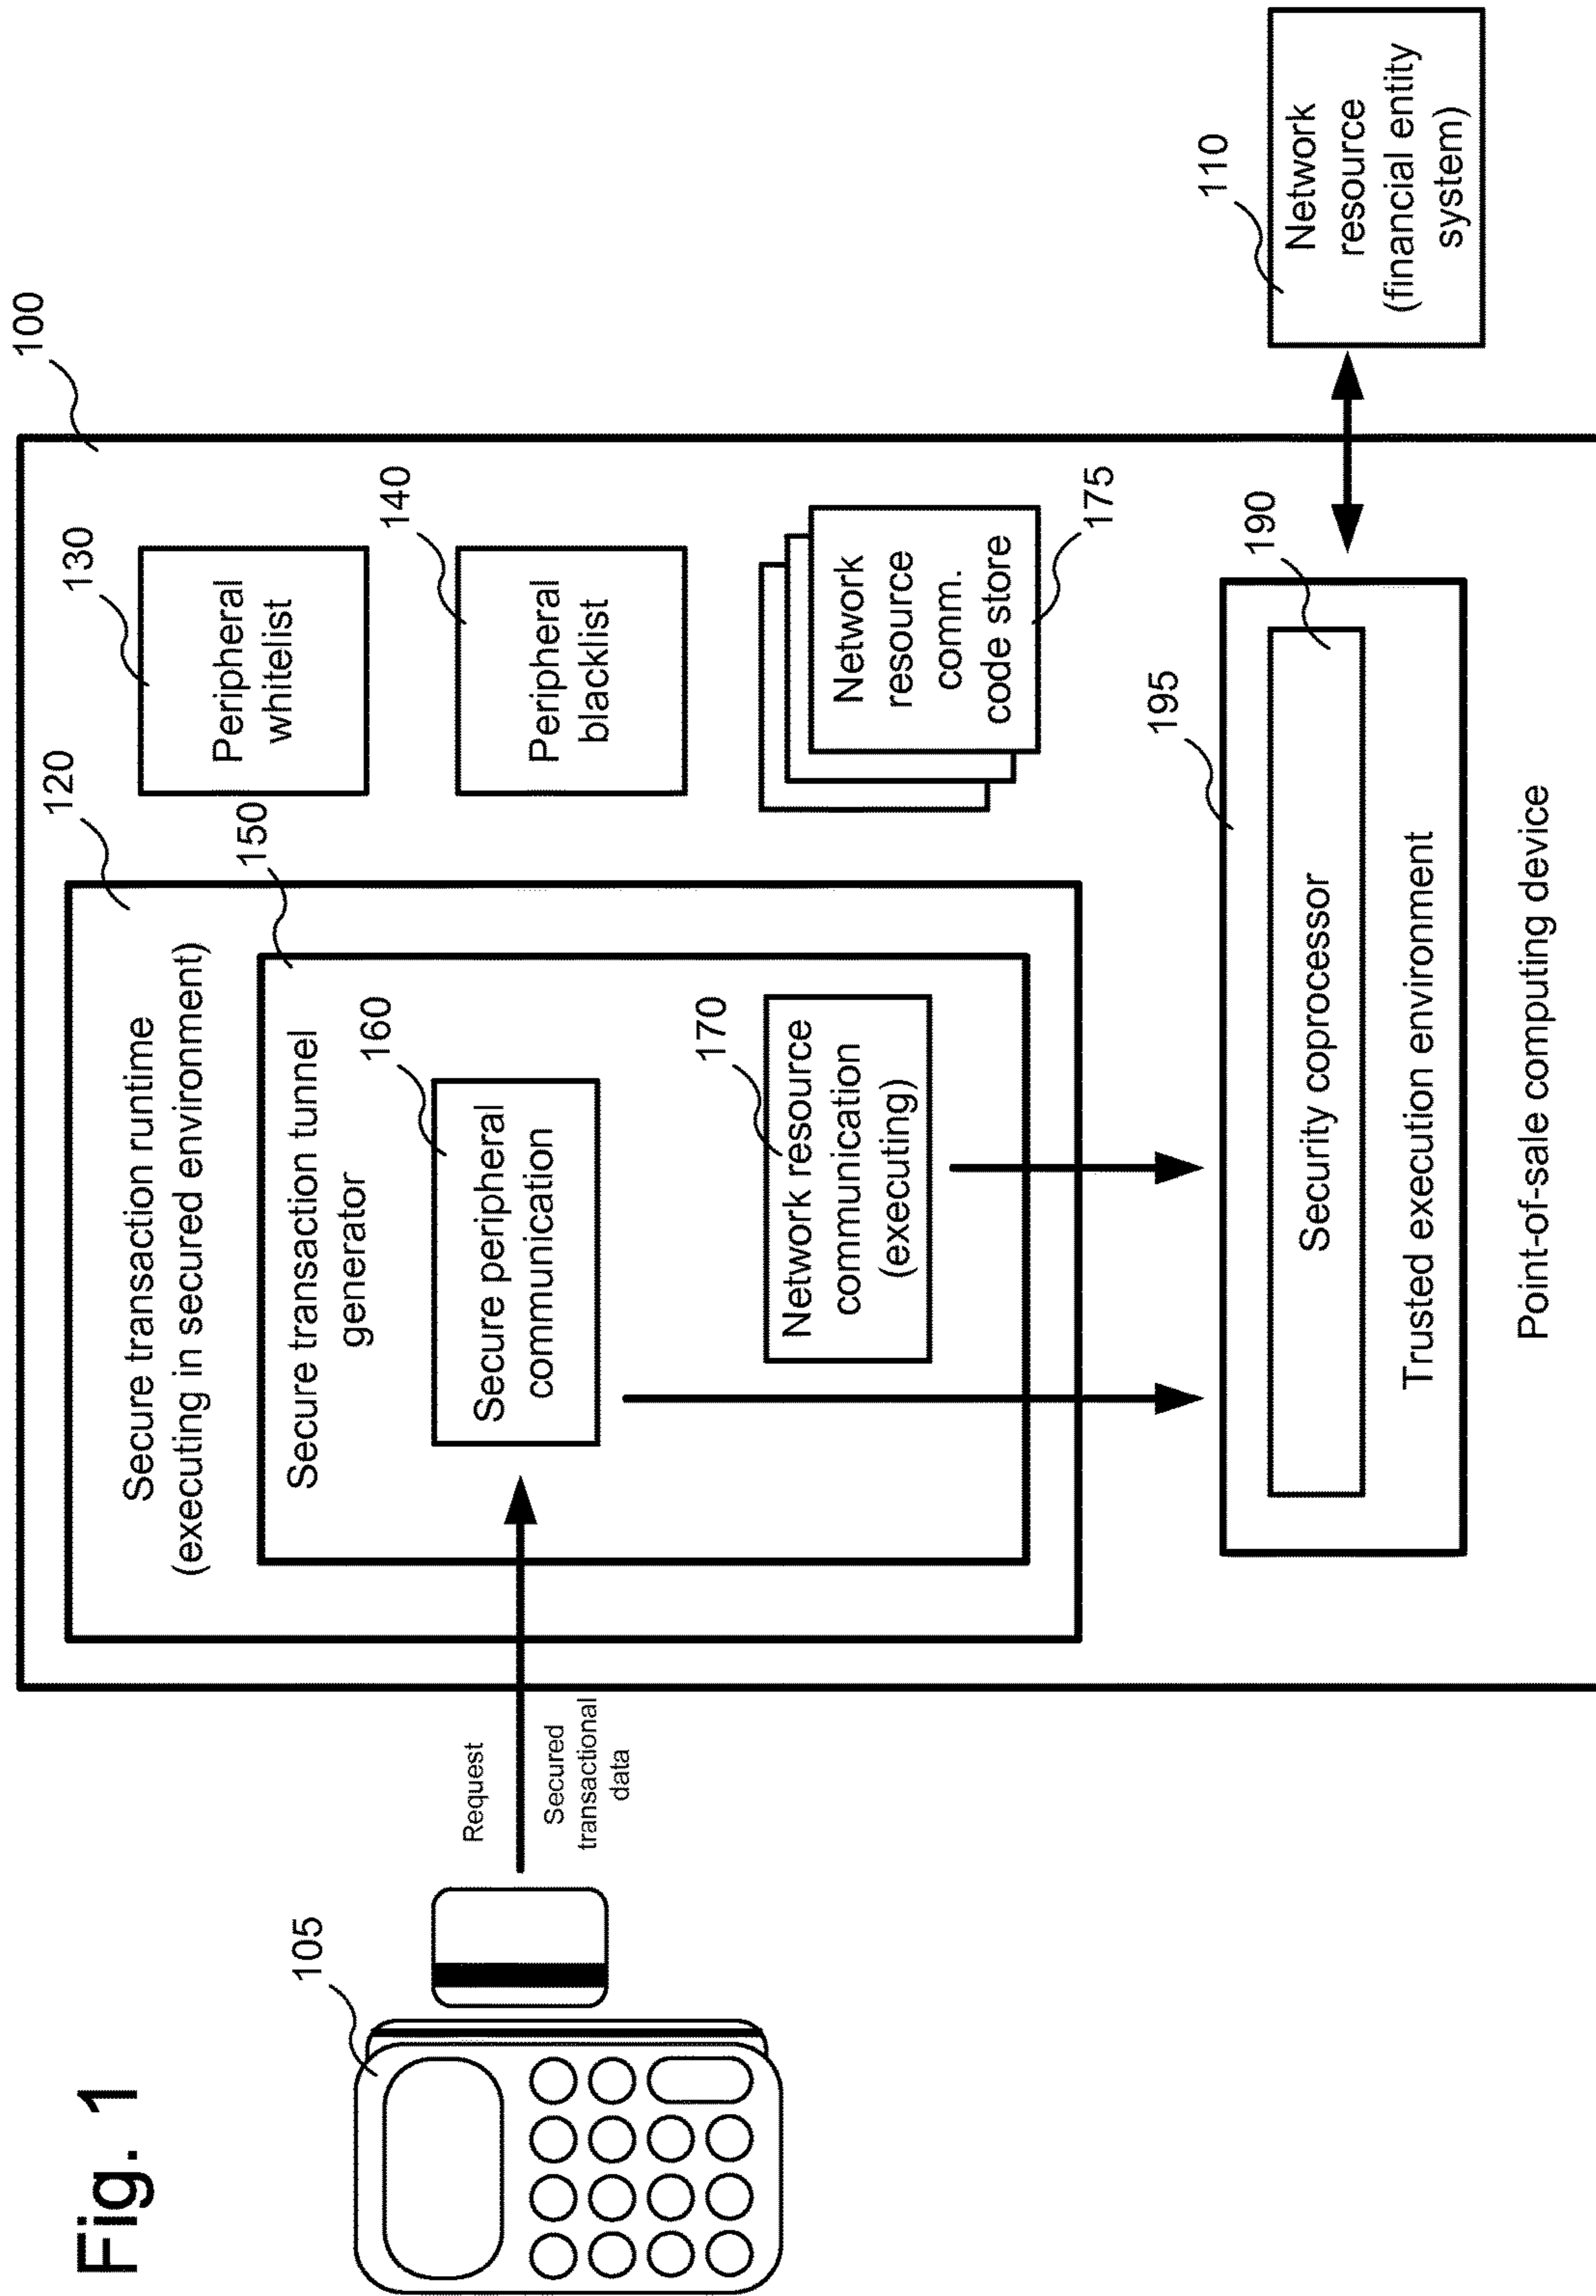 Fig. 1
100
120
Secure transaction runtime
(executing in secured environment)
150
Secure transaction tunnel
generator
160
Secure peripheral
communication
170
Network resource
communication
(executing)
130
Peripheral
whitelist
140
Peripheral
blacklist
Network
resource
comm.
code store
175
105
Request
Secured
transactional
data
195
190
Security coprocessor
Trusted execution environment
Point-of-sale computing device
110
Network
resource
(financial entity
system)